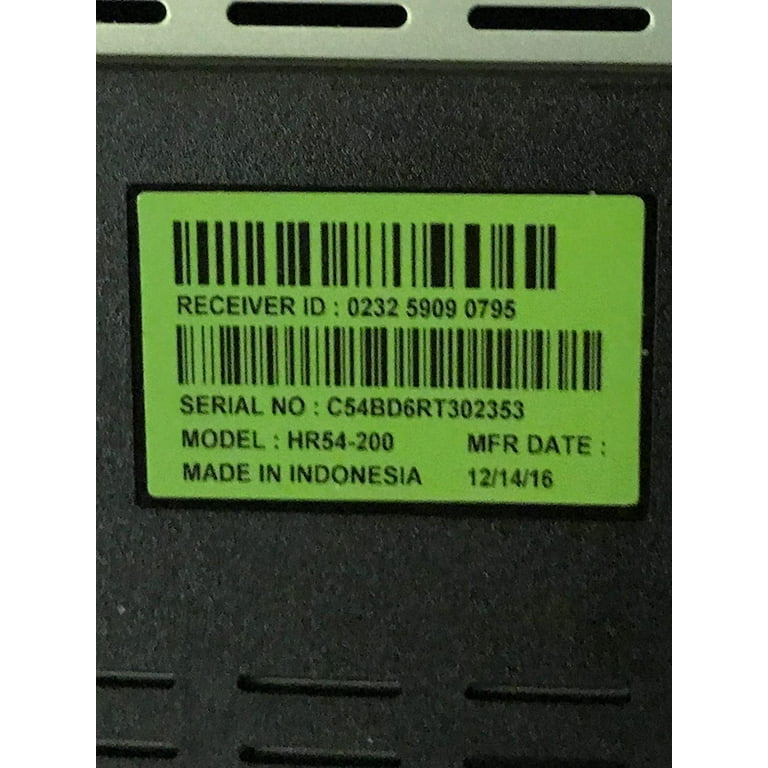 RECEIVER ID : 0232 5909 0795
SERIAL NO : C54BD6RT302353
MODEL : HR54-200 MFR DATE :
MADE IN INDONESIA 12/14/16